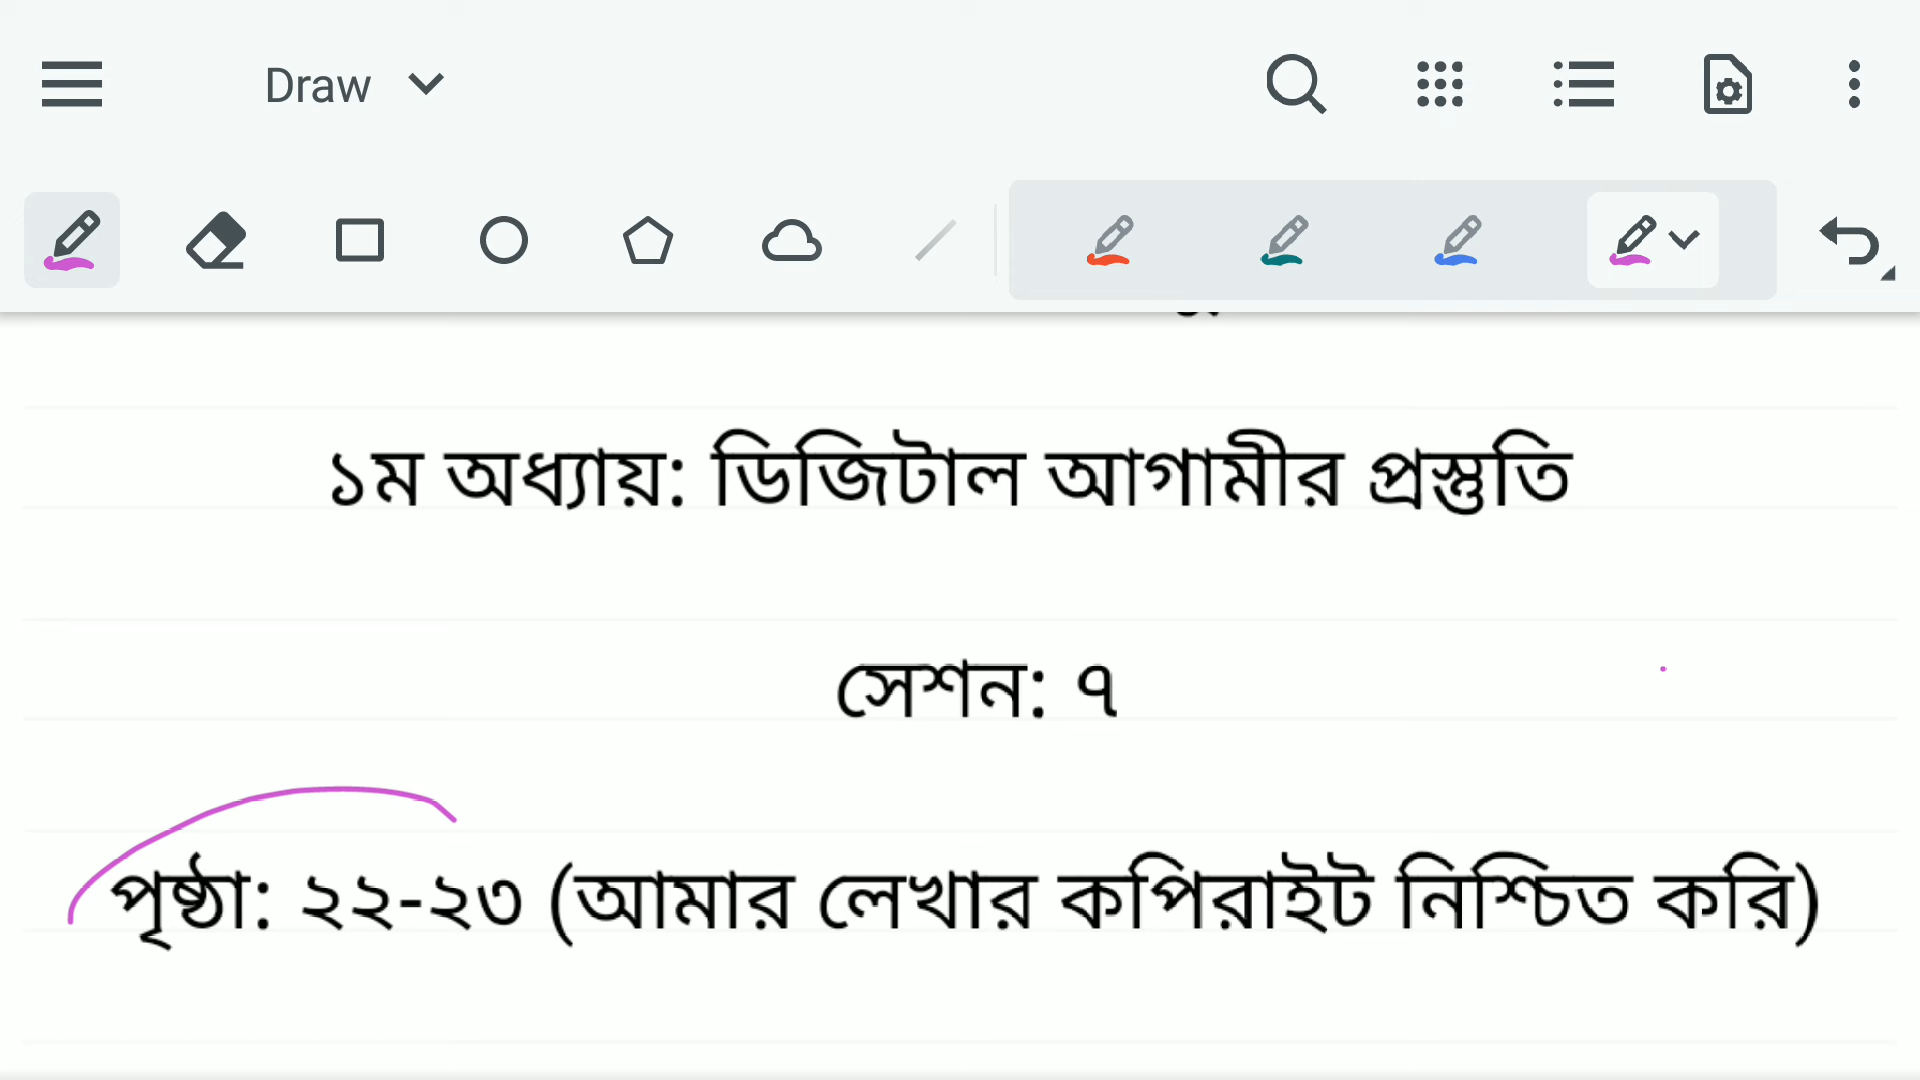 Draw
১ম অধ্যায়: ডিজিটাল আগামীর প্রস্তুতি
সেশন: ৭
পৃষ্ঠা: ২২-২৩ (আমার লেখার কপিরাইট নিশ্চিত করি)